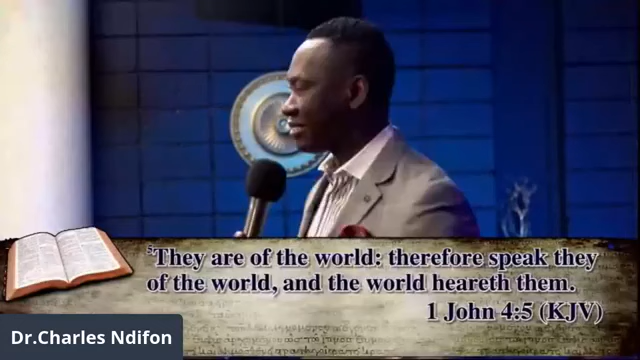 5They are of the world: therefore speak they
of the world, and the world heareth them.
1 John 4:5 (KJV)
Dr.Charles Ndifon